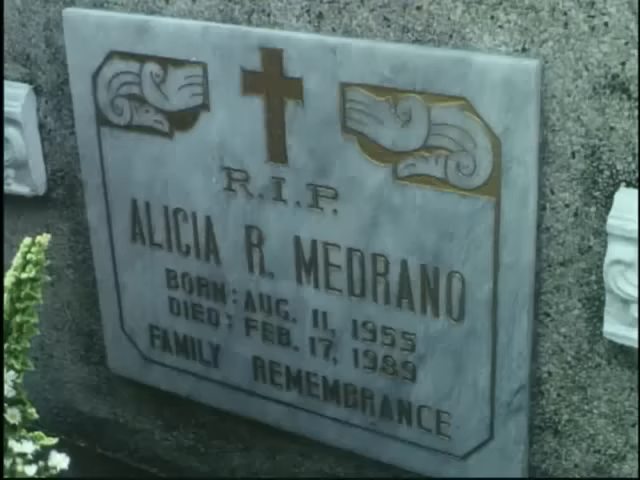 R.I.P.
ALICIA R. MEDRANO
BORN: AUG. 11, 1955
DIED: FEB. 17, 1989
FAMILY REMEMBRANCE